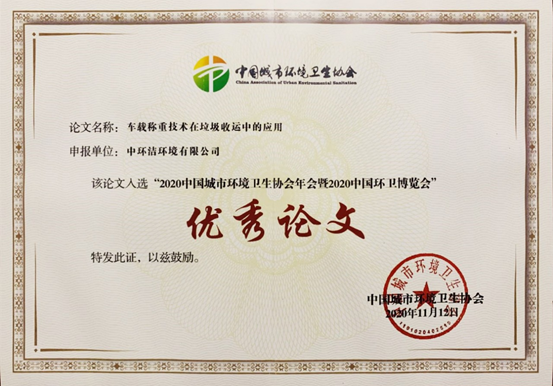 中国城市环境卫生协会
China Association of Urban Environmental Sanitation
论文名称：车载称重技术在垃圾收运中的应用
申报单位：中环洁环境有限公司
该论文入选“2020中国城市环境卫生协会年会暨2020中国环卫博览会”
优秀论文
特发此证，以兹鼓励。
中国城市环境卫生协会
2020年11月12日